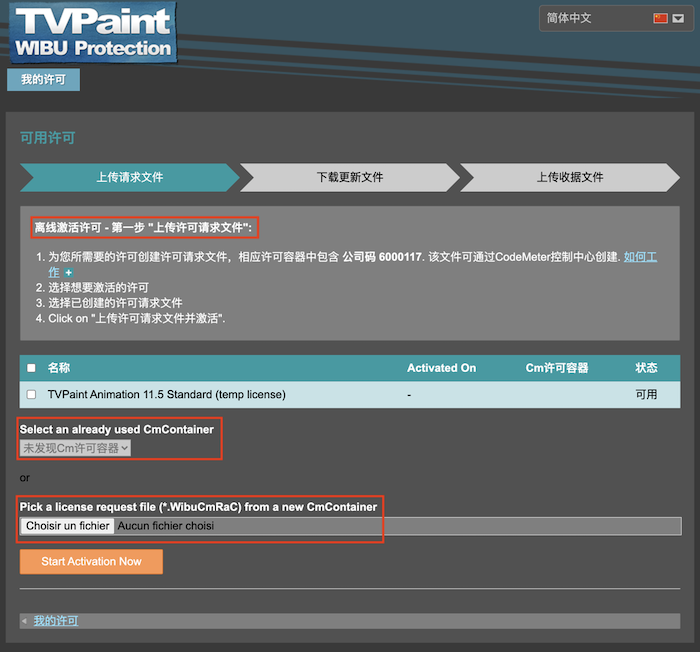 TVPaint
WIBU Protection
简体中文
我的许可
可用许可
上传请求文件
下载更新文件
上传收据文件
离线激活许可 - 第一步 "上传许可请求文件":
1. 为您所需要的许可创建许可请求文件，相应许可容器中包含 公司码 6000117. 该文件可通过CodeMeter控制中心创建. 如何工
作
2. 选择想要激活的许可
3. 选择已创建的许可请求文件
4. Click on "上传许可请求文件并激活".
名称 Activated On Cm许可容器 状态
TVPaint Animation 11.5 Standard (temp license) - 可用
Select an already used CmContainer
未发现Cm许可容器
or
Pick a license request file (*.WibuCmRaC) from a new CmContainer
Choisir un fichier Aucun fichier choisi
Start Activation Now
我的许可